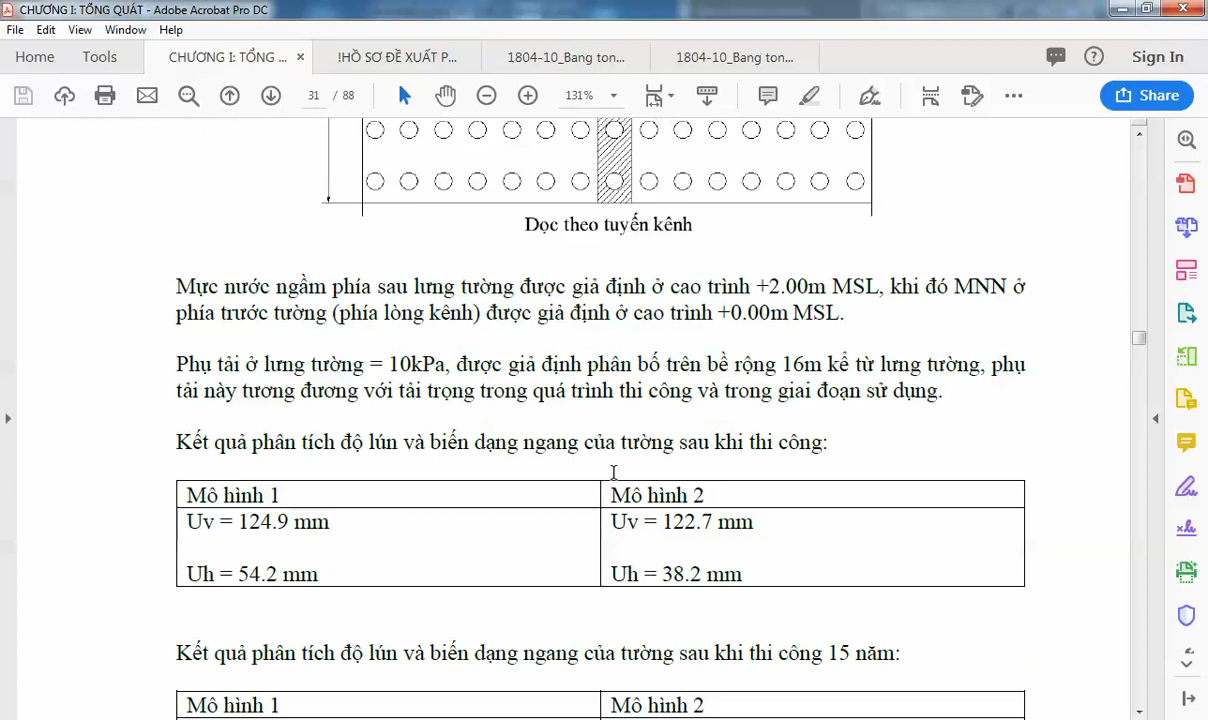 CHƯƠNG I: TỔNG QUÁT - Adobe Acrobat Pro DC
File Edit View Window Help
Home Tools CHƯƠNG I: TỔNG ... × !HỒ SƠ ĐỀ XUẤT P... 1804-10_Bang ton... 1804-10_Bang ton... Sign In
31 / 88 131% Share
Dọc theo tuyến kênh
Mực nước ngầm phía sau lưng tường được giả định ở cao trình +2.00m MSL, khi đó MNN ở
phía trước tường (phía lòng kênh) được giả định ở cao trình +0.00m MSL.
Phụ tải ở lưng tường = 10kPa, được giả định phân bố trên bề rộng 16m kể từ lưng tường, phụ
tải này tương đương với tải trọng trong quá trình thi công và trong giai đoạn sử dụng.
Kết quả phân tích độ lún và biến dạng ngang của tường sau khi thi công:
Mô hình 1 Mô hình 2
Uv = 124.9 mm Uv = 122.7 mm
Uh = 54.2 mm Uh = 38.2 mm
Kết quả phân tích độ lún và biến dạng ngang của tường sau khi thi công 15 năm:
Mô hình 1 Mô hình 2